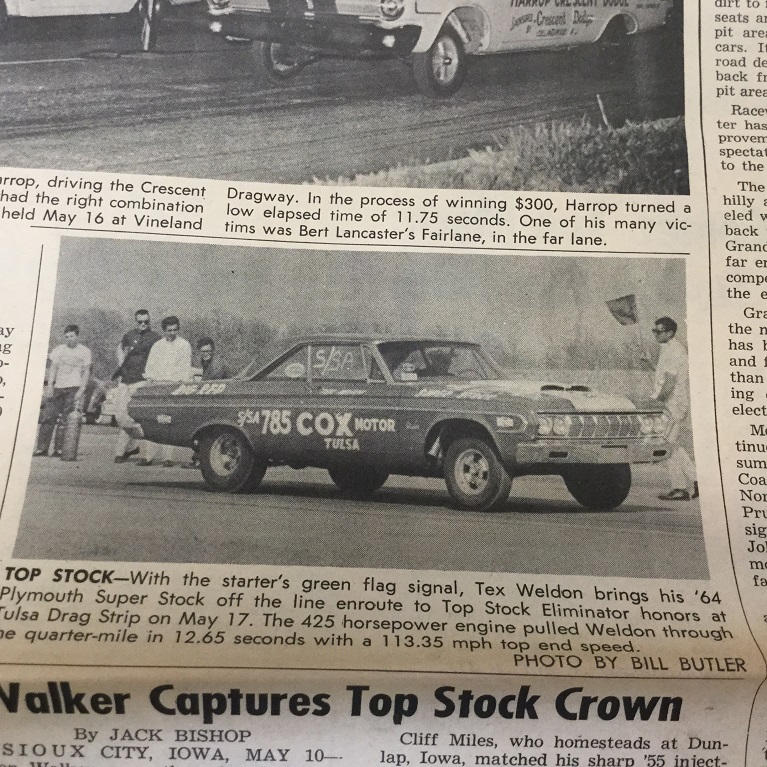 HARROP CRESCENT DODGE
Crescent Dodge
arrop, driving the Crescent
had the right combination
held May 16 at Vineland
Dragway. In the process of winning $300, Harrop turned a
low elapsed time of 11.75 seconds. One of his many vic-
tims was Bert Lancaster's Fairlane, in the far lane.
S/SA
S/SA 785 COX MOTOR
TULSA
TOP STOCK—With the starter's green flag signal, Tex Weldon brings his '64
Plymouth Super Stock off the line enroute to Top Stock Eliminator honors at
Tulsa Drag Strip on May 17. The 425 horsepower engine pulled Weldon through
he quarter-mile in 12.65 seconds with a 113.35 mph top end speed.
PHOTO BY BILL BUTLER
Walker Captures Top Stock Crown
By JACK BISHOP
SIOUX CITY, IOWA, MAY 10—
Cliff Miles, who homesteads at Dun-
lap, Iowa, matched his sharp '55 inject-
dirt to
seats a
pit area
cars. I
road de
back fr
pit area
Racew
ter has
provem
spectat
to the
The
hilly a
eled w
back
Grand
far en
compe
the e
Gra
the n
has b
and f
than
ing
elect
Mo
tinue
sum
Coa
Nor
Pru
sig
Jo
mo
fa